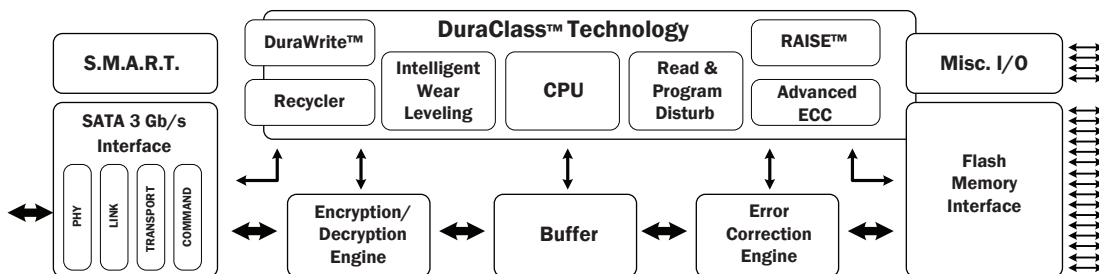 DuraClass™ Technology
DuraWrite™
Recycler
Intelligent
Wear
Leveling
CPU
Read &
Program
Disturb
RAISE™
Advanced
ECC
S.M.A.R.T.
SATA 3 Gb/s
Interface
PHY
LINK
TRANSPORT
COMMAND
Encryption/
Decryption
Engine
Buffer
Error
Correction
Engine
Misc. I/O
Flash
Memory
Interface